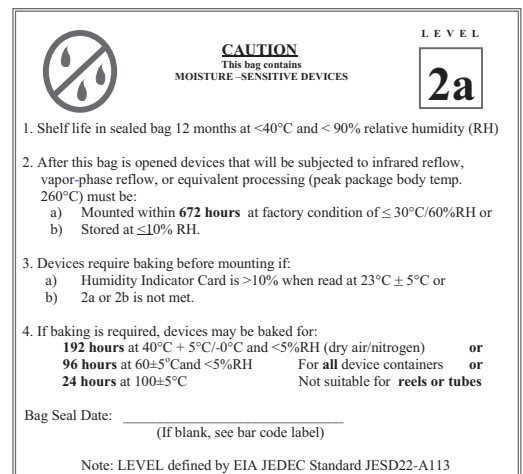 LEVEL
CAUTION
This bag contains
MOISTURE –SENSITIVE DEVICES
2a
1. Shelf life in sealed bag 12 months at <40°C and < 90% relative humidity (RH)
2. After this bag is opened devices that will be subjected to infrared reflow,
vapor-phase reflow, or equivalent processing (peak package body temp.
260°C) must be:
a) Mounted within 672 hours at factory condition of ≤ 30°C/60%RH or
b) Stored at ≤10% RH.
3. Devices require baking before mounting if:
a) Humidity Indicator Card is >10% when read at 23°C ± 5°C or
b) 2a or 2b is not met.
4. If baking is required, devices may be baked for:
192 hours at 40°C + 5°C/-0°C and <5%RH (dry air/nitrogen) or
96 hours at 60±5°Cand <5%RH For all device containers or
24 hours at 100±5°C Not suitable for reels or tubes
Bag Seal Date: ______________________________
(If blank, see bar code label)
Note: LEVEL defined by EIA JEDEC Standard JESD22-A113